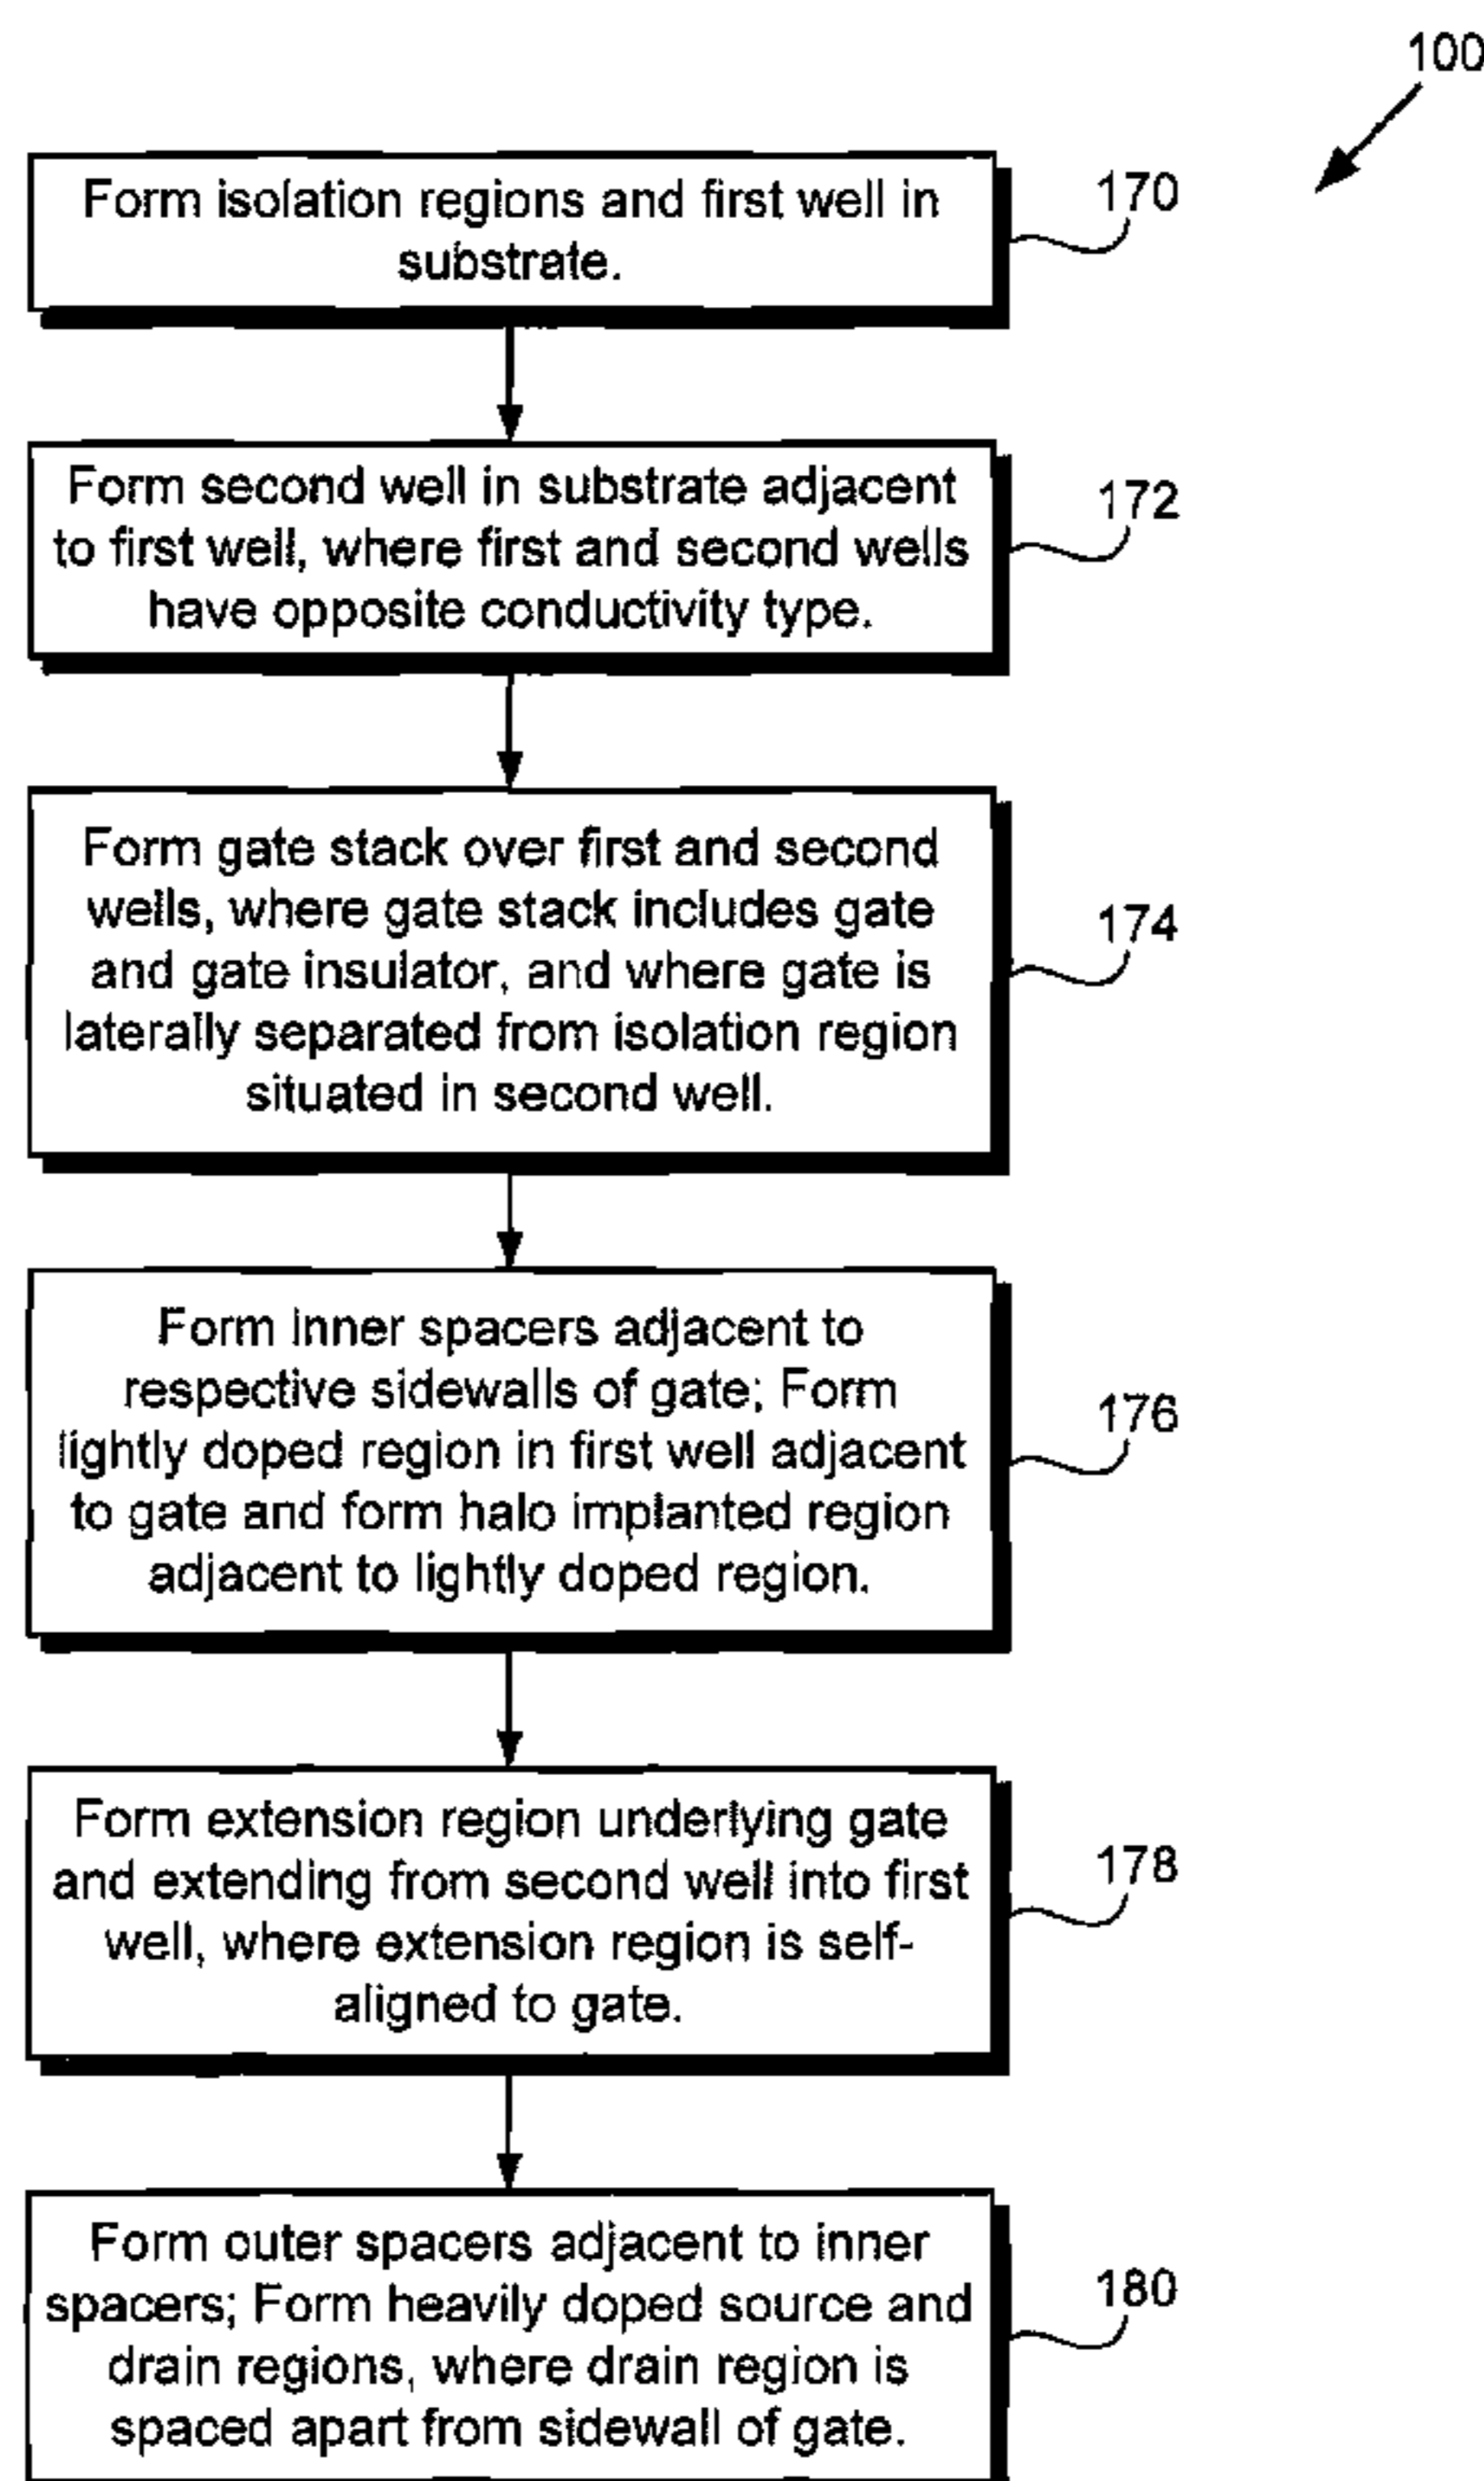 100
Form isolation regions and first well in
substrate.
170
Form second well in substrate adjacent
to first well, where first and second wells
have opposite conductivity type.
172
Form gate stack over first and second
wells, where gate stack includes gate
and gate insulator, and where gate is
laterally separated from isolation region
situated in second well.
174
Form inner spacers adjacent to
respective sidewalls of gate; Form
lightly doped region in first well adjacent
to gate and form halo implanted region
adjacent to lightly doped region.
176
Form extension region underlying gate
and extending from second well into first
well, where extension region is self-
aligned to gate.
178
Form outer spacers adjacent to inner
spacers; Form heavily doped source and
drain regions, where drain region is
spaced apart from sidewall of gate.
180